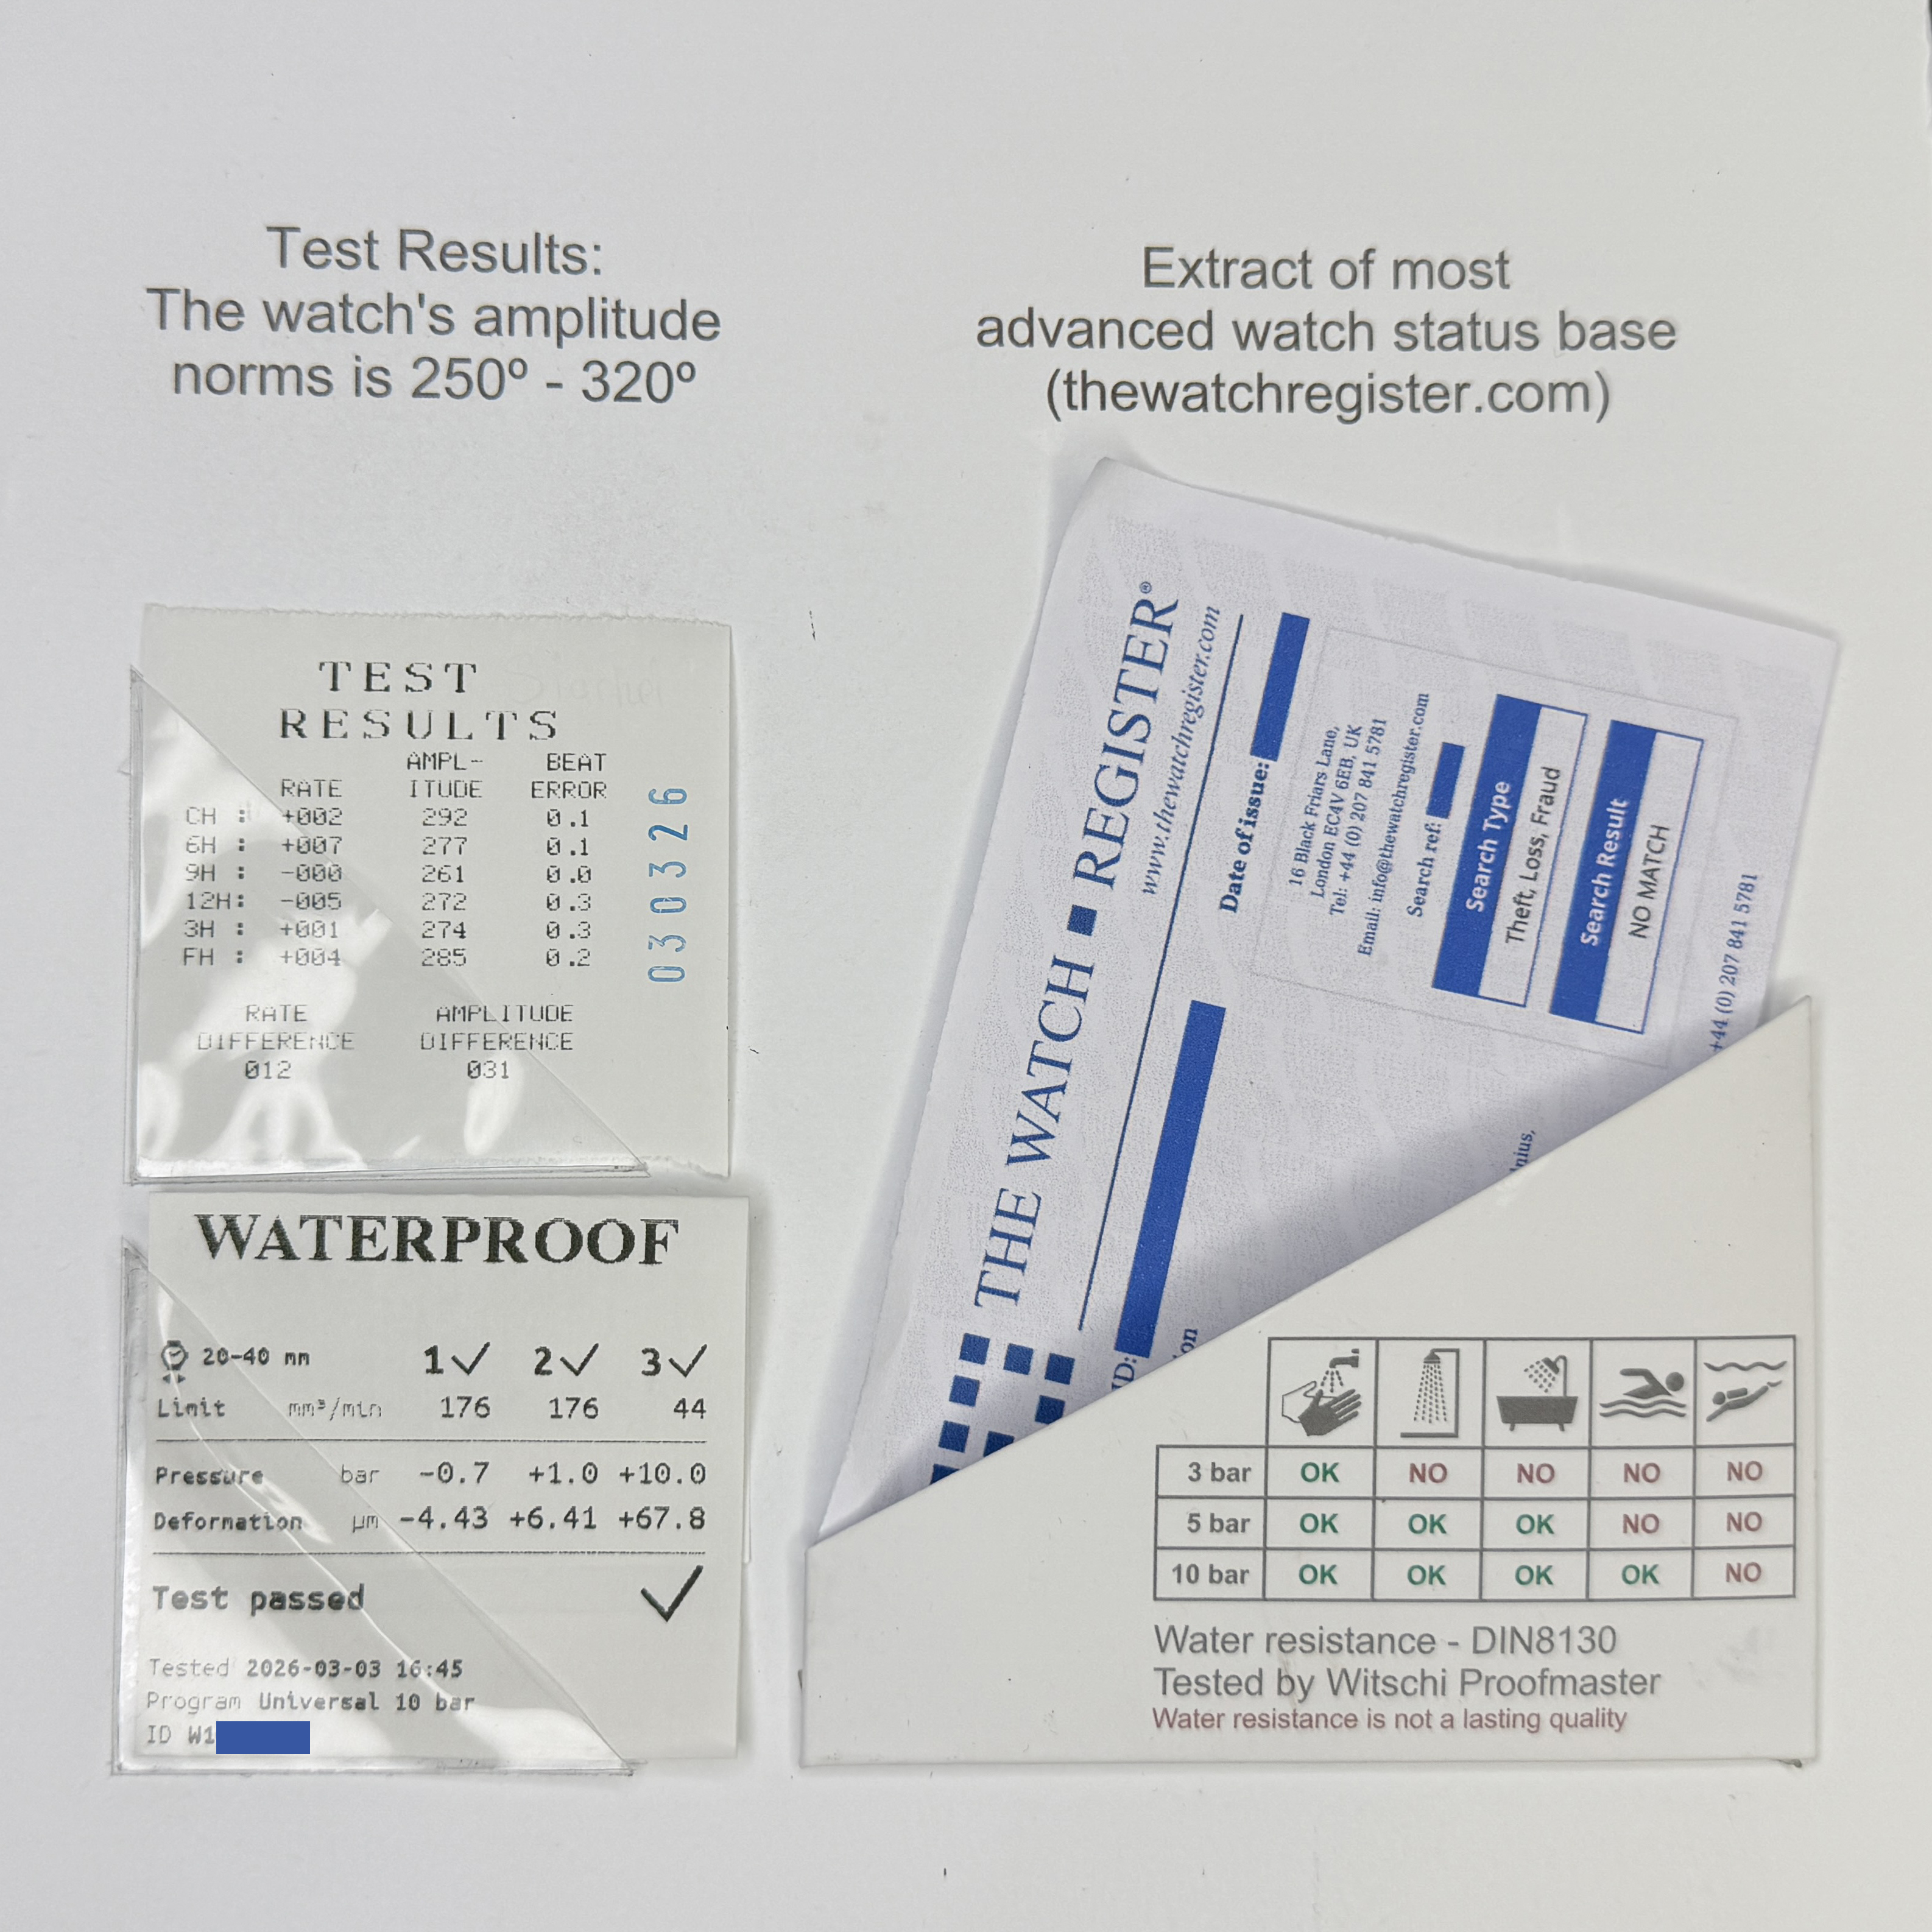 Test Results:
The watch's amplitude
norms is 250º - 320º
TEST
RESULTS
AMPL- BEAT
RATE ITUDE ERROR
CH : +002 292 0.1
6H : +007 277 0.1
9H : -000 261 0.0
12H: -005 272 0.3
3H : +001 274 0.3
FH : +004 285 0.2
RATE AMPLITUDE
DIFFERENCE DIFFERENCE
012 031
030326
WATERPROOF
20-40 mm 1✓ 2✓ 3✓
Limit mm³/min 176 176 44
Pressure bar -0.7 +1.0 +10.0
Deformation µm -4.43 +6.41 +67.8
Test passed ✓
Tested 2026-03-03 16:45
Program Universal 10 bar
ID W1
Extract of most
advanced watch status base
(thewatchregister.com)
THE WATCH ■ REGISTER®
www.thewatchregister.com
Date of issue:
16 Black Friars Lane,
London EC4V 6EB, UK
Tel: +44 (0) 207 841 5781
Email: info@thewatchregister.com
Search ref:
Search Type
Theft, Loss, Fraud
Search Result
NO MATCH
ID:
+44 (0) 207 841 5781
3 bar OK NO NO NO NO
5 bar OK OK OK NO NO
10 bar OK OK OK OK NO
Water resistance - DIN8130
Tested by Witschi Proofmaster
Water resistance is not a lasting quality